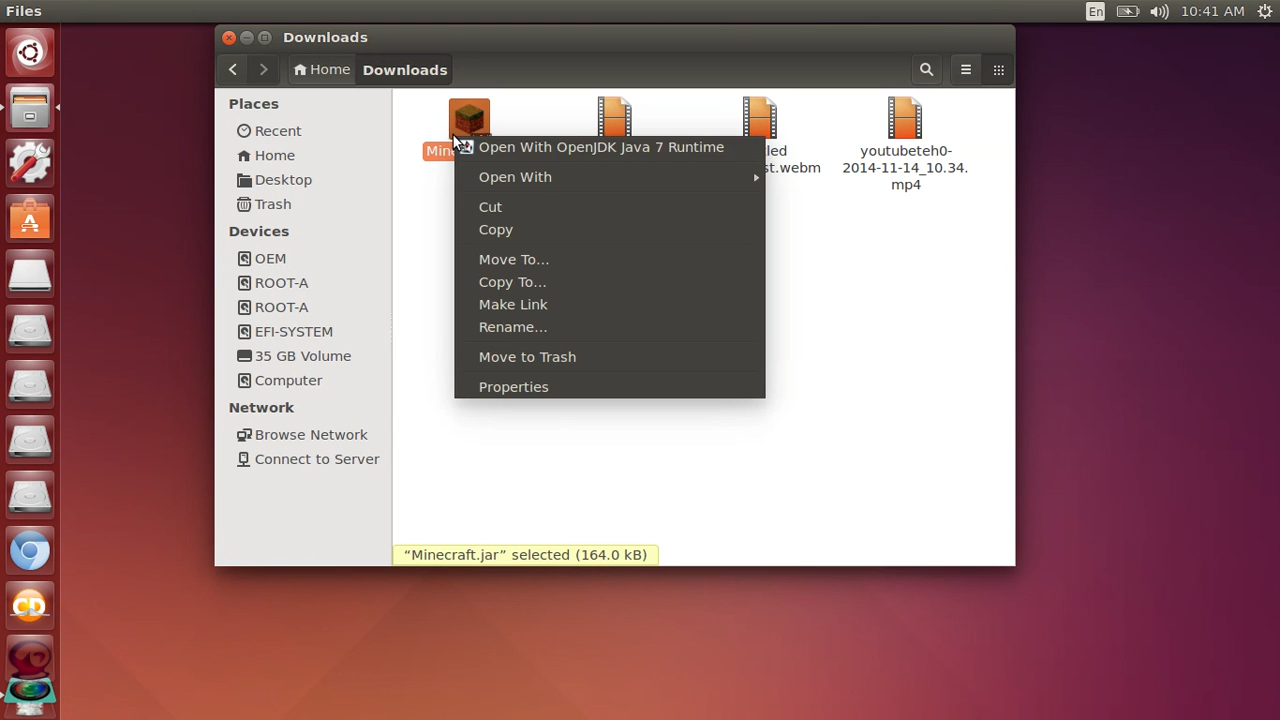 Files
En
10:41 AM
Downloads
Home
Downloads
Places
Recent
Home
Desktop
Trash
Devices
OEM
ROOT-A
ROOT-A
EFI-SYSTEM
35 GB Volume
Computer
Network
Browse Network
Connect to Server
Open With OpenJDK Java 7 Runtime
Open With
Cut
Copy
Move To…
Copy To…
Make Link
Rename…
Move to Trash
Properties
youtubeteh0-
2014-11-14_10.34.
mp4
“Minecraft.jar” selected (164.0 kB)
CD